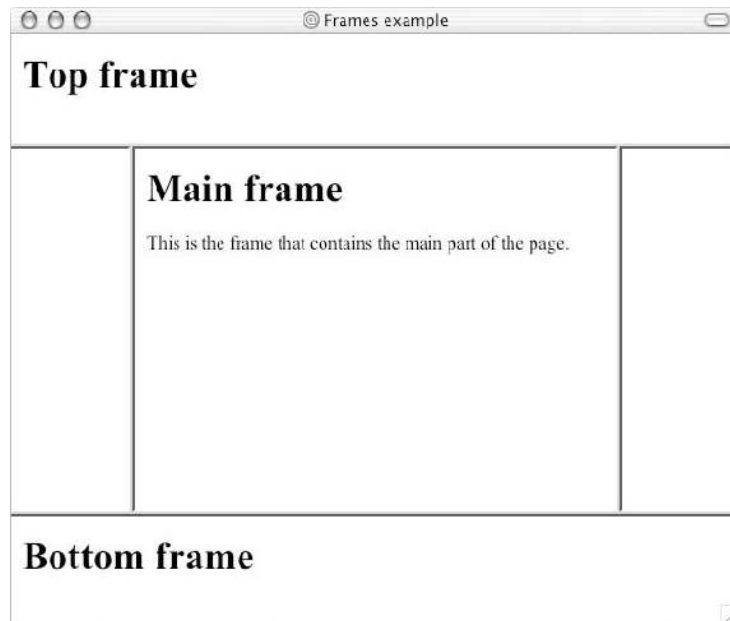 Frames example
Top frame
Main frame
This is the frame that contains the main part of the page.
Bottom frame